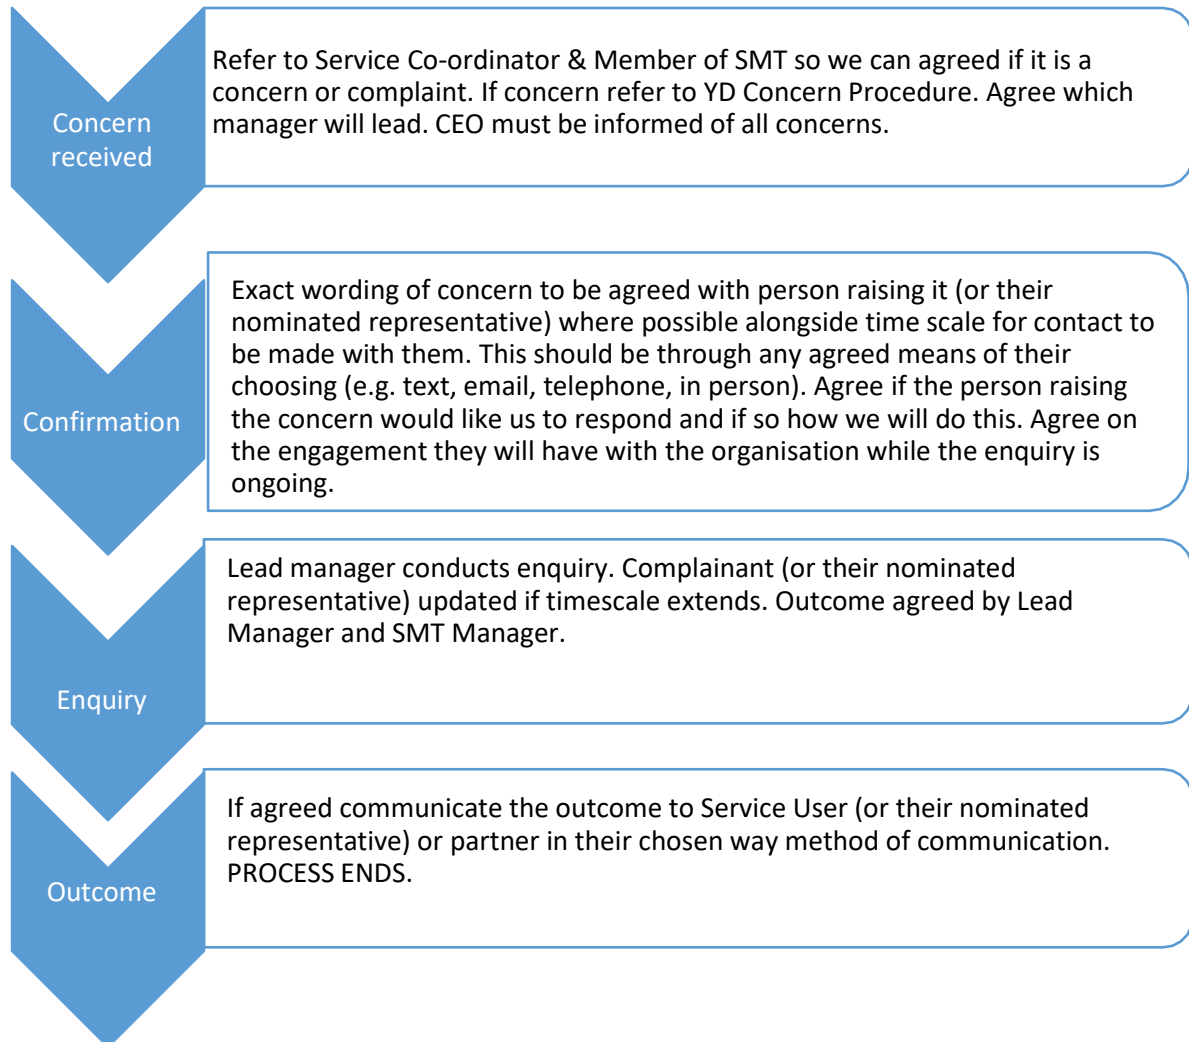 Concern
received
Refer to Service Co-ordinator & Member of SMT so we can agreed if it is a
concern or complaint. If concern refer to YD Concern Procedure. Agree which
manager will lead. CEO must be informed of all concerns.
Confirmation
Exact wording of concern to be agreed with person raising it (or their
nominated representative) where possible alongside time scale for contact to
be made with them. This should be through any agreed means of their
choosing (e.g. text, email, telephone, in person). Agree if the person raising
the concern would like us to respond and if so how we will do this. Agree on
the engagement they will have with the organisation while the enquiry is
ongoing.
Enquiry
Lead manager conducts enquiry. Complainant (or their nominated
representative) updated if timescale extends. Outcome agreed by Lead
Manager and SMT Manager.
Outcome
If agreed communicate the outcome to Service User (or their nominated
representative) or partner in their chosen way method of communication.
PROCESS ENDS.